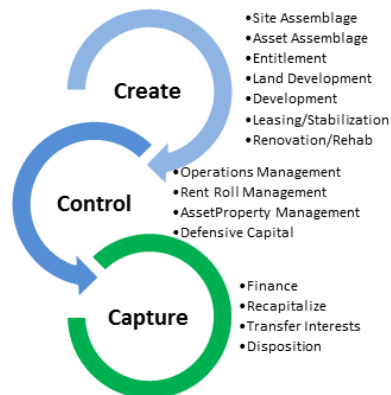 Create
•Site Assemblage
•Asset Assemblage
•Entitlement
•Land Development
•Development
•Leasing/Stabilization
•Renovation/Rehab
Control
•Operations Management
•Rent Roll Management
•AssetProperty Management
•Defensive Capital
Capture
•Finance
•Recapitalize
•Transfer Interests
•Disposition